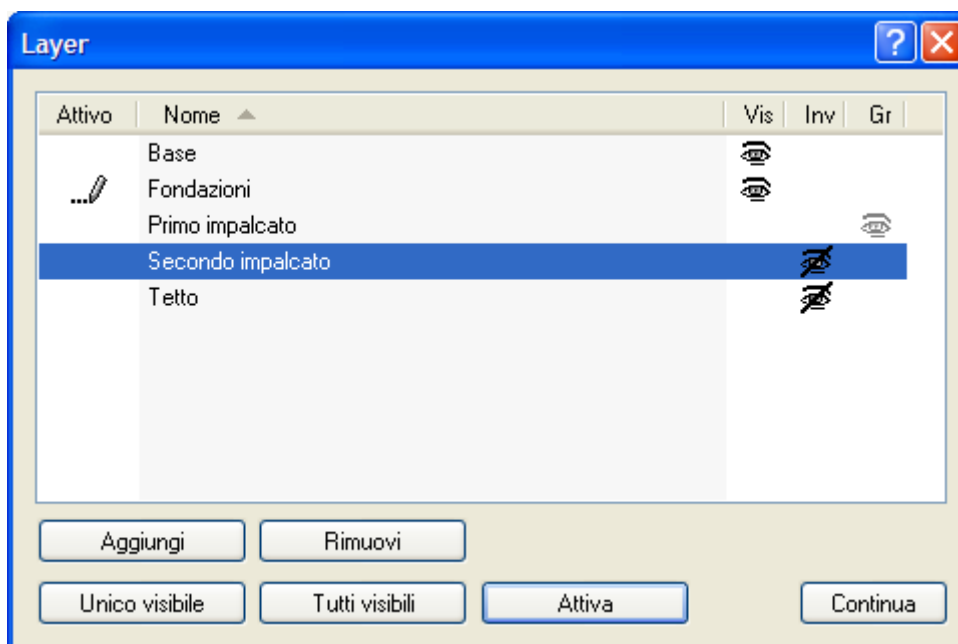 Layer
Attivo Nome Vis Inv Gr
Base
Fondazioni
Primo impalcato
Secondo impalcato
Tetto
Aggiungi Rimuovi
Unico visibile Tutti visibili Attiva Continua